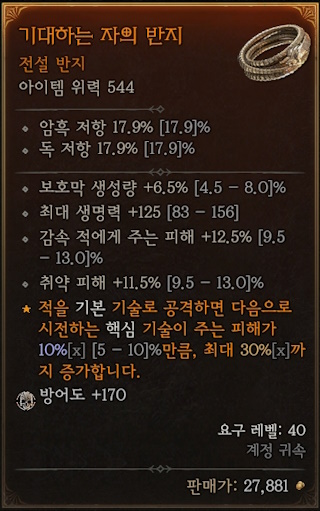 기대하는 자의 반지
전설 반지
아이템 위력 544
암흑 저항 17.9% [17.9]%
독 저항 17.9% [17.9]%
보호막 생성량 +6.5% [4.5 – 8.0]%
최대 생명력 +125 [83 – 156]
감속 적에게 주는 피해 +12.5% [9.5
– 13.0]%
취약 피해 +11.5% [9.5 – 13.0]%
적을 기본 기술로 공격하면 다음으로
시전하는 핵심 기술이 주는 피해가
10%[x] [5 – 10]%만큼, 최대 30%[x]까
지 증가합니다.
방어도 +170
요구 레벨: 40
계정 귀속
판매가: 27,881